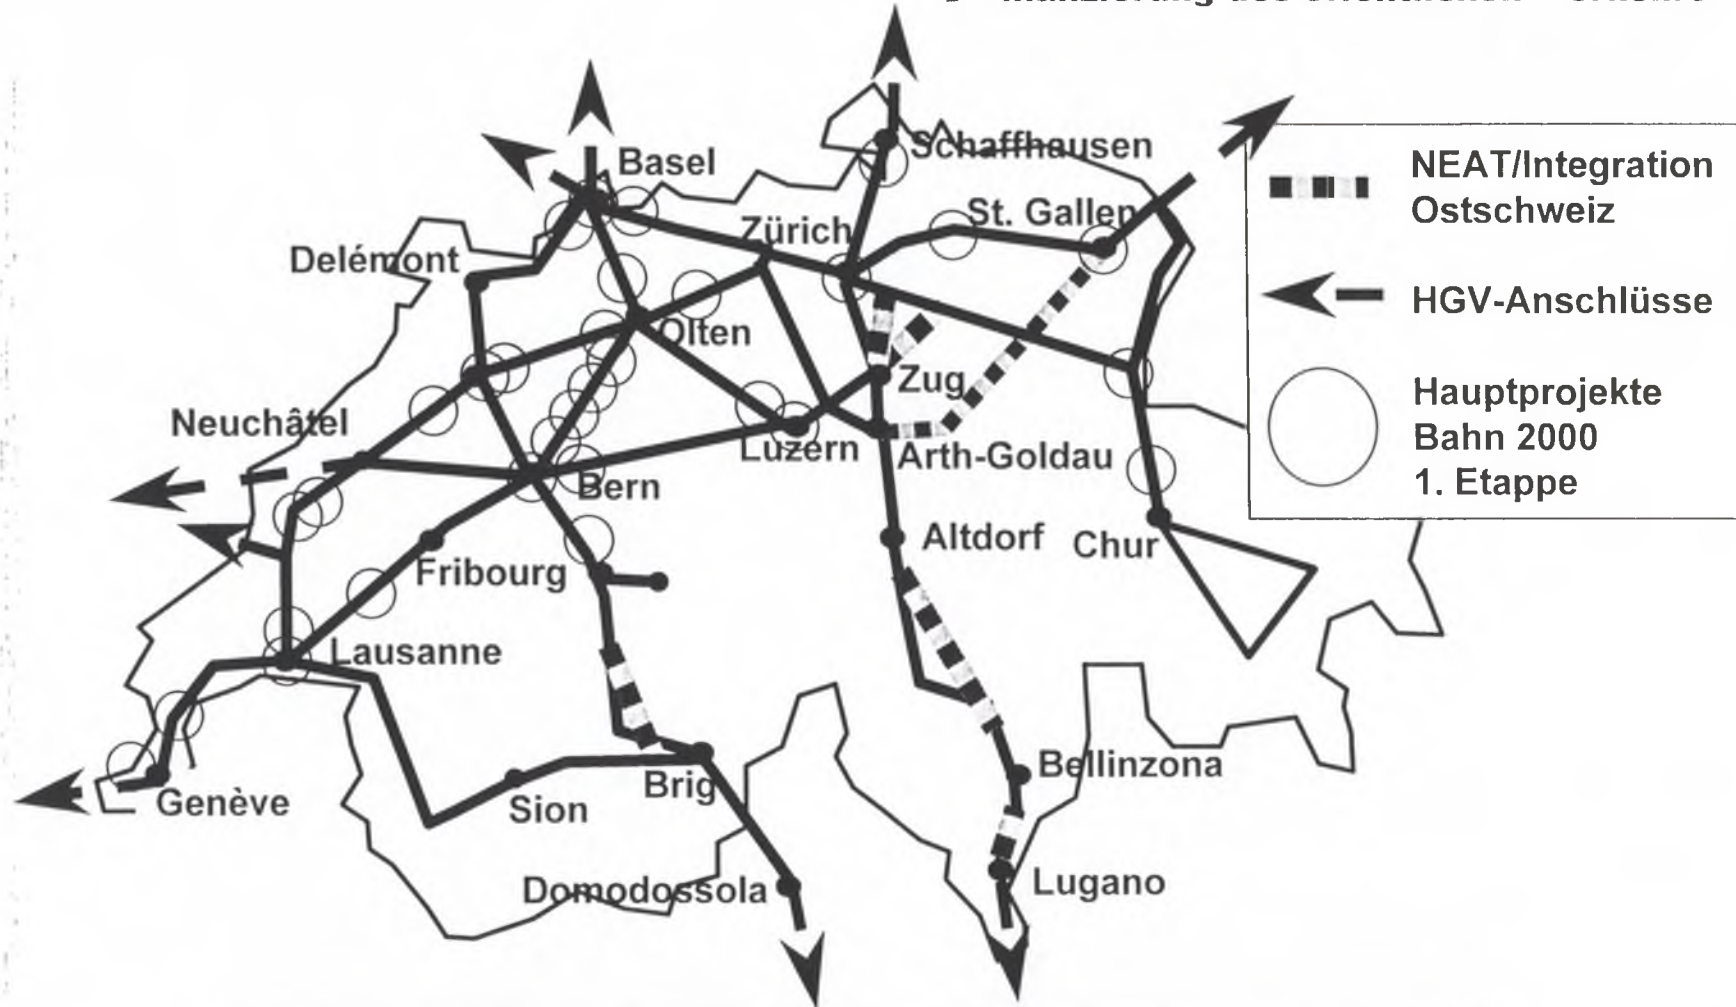 des
Basel
Schaffhausen
NEAT/Integration
Ostschweiz
Zürich
St. Gallen
Delémont
HGV-Anschlüsse
Olten
Zug
Hauptprojekte
Bahn 2000
1. Etappe
Neuchâtel
Luzern
Arth-Goldau
Bern
Altdorf
Chur
Fribourg
Lausanne
Bellinzona
Genève
Sion
Brig
Domodossola
Lugano